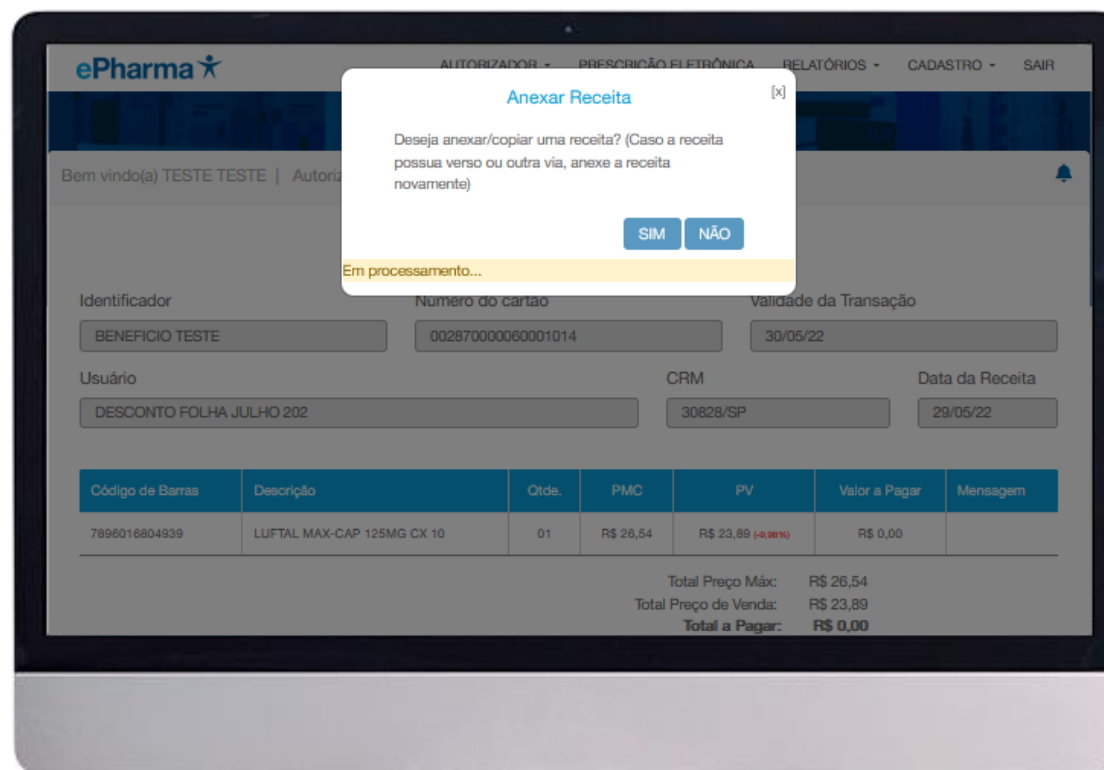 ePharma
AUTORIZADOR PRESCRIÇÃO ELETRÔNICA RELATÓRIOS CADASTRO SAIR
Anexar Receita [x]
Deseja anexar/copiar uma receita? (Caso a receita
possua verso ou outra via, anexe a receita
novamente)
SIM NÃO
Em processamento...
Bem vindo(a) TESTE TESTE |
Identificador Número do cartão Validade da Transação
BENEFICIO TESTE 002870000060001014 30/05/22
Usuário CRM Data da Receita
DESCONTO FOLHA JULHO 202 30828/SP 29/05/22
Código de Barras Descrição Qtde. PMC PV Valor a Pagar Mensagem
7896016804939 LUFTAL MAX-CAP 125MG CX 10 01 R$ 26,54 R$ 23,89 (-9,98%) R$ 0,00
Total Preço Máx: R$ 26,54
Total Preço de Venda: R$ 23,89
Total a Pagar: R$ 0,00